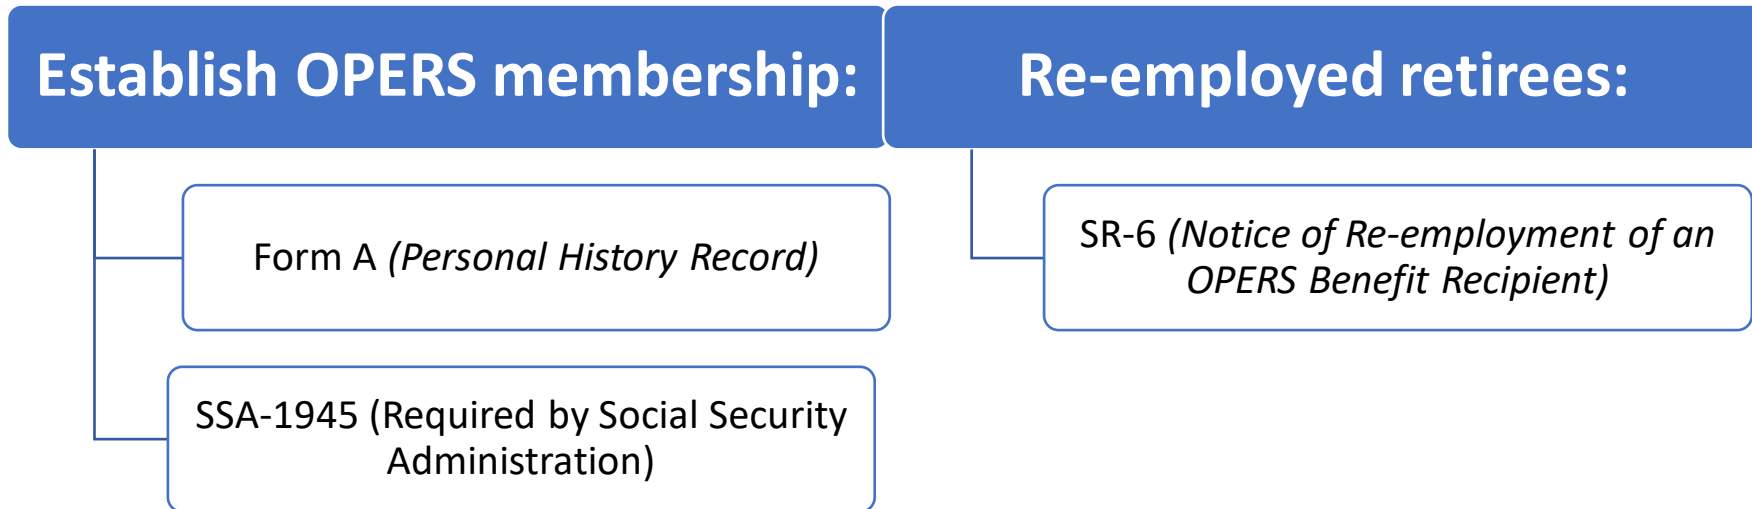 Establish OPERS membership:
Form A (Personal History Record)
SSA-1945 (Required by Social Security
Administration)
Re-employed retirees:
SR-6 (Notice of Re-employment of an
OPERS Benefit Recipient)